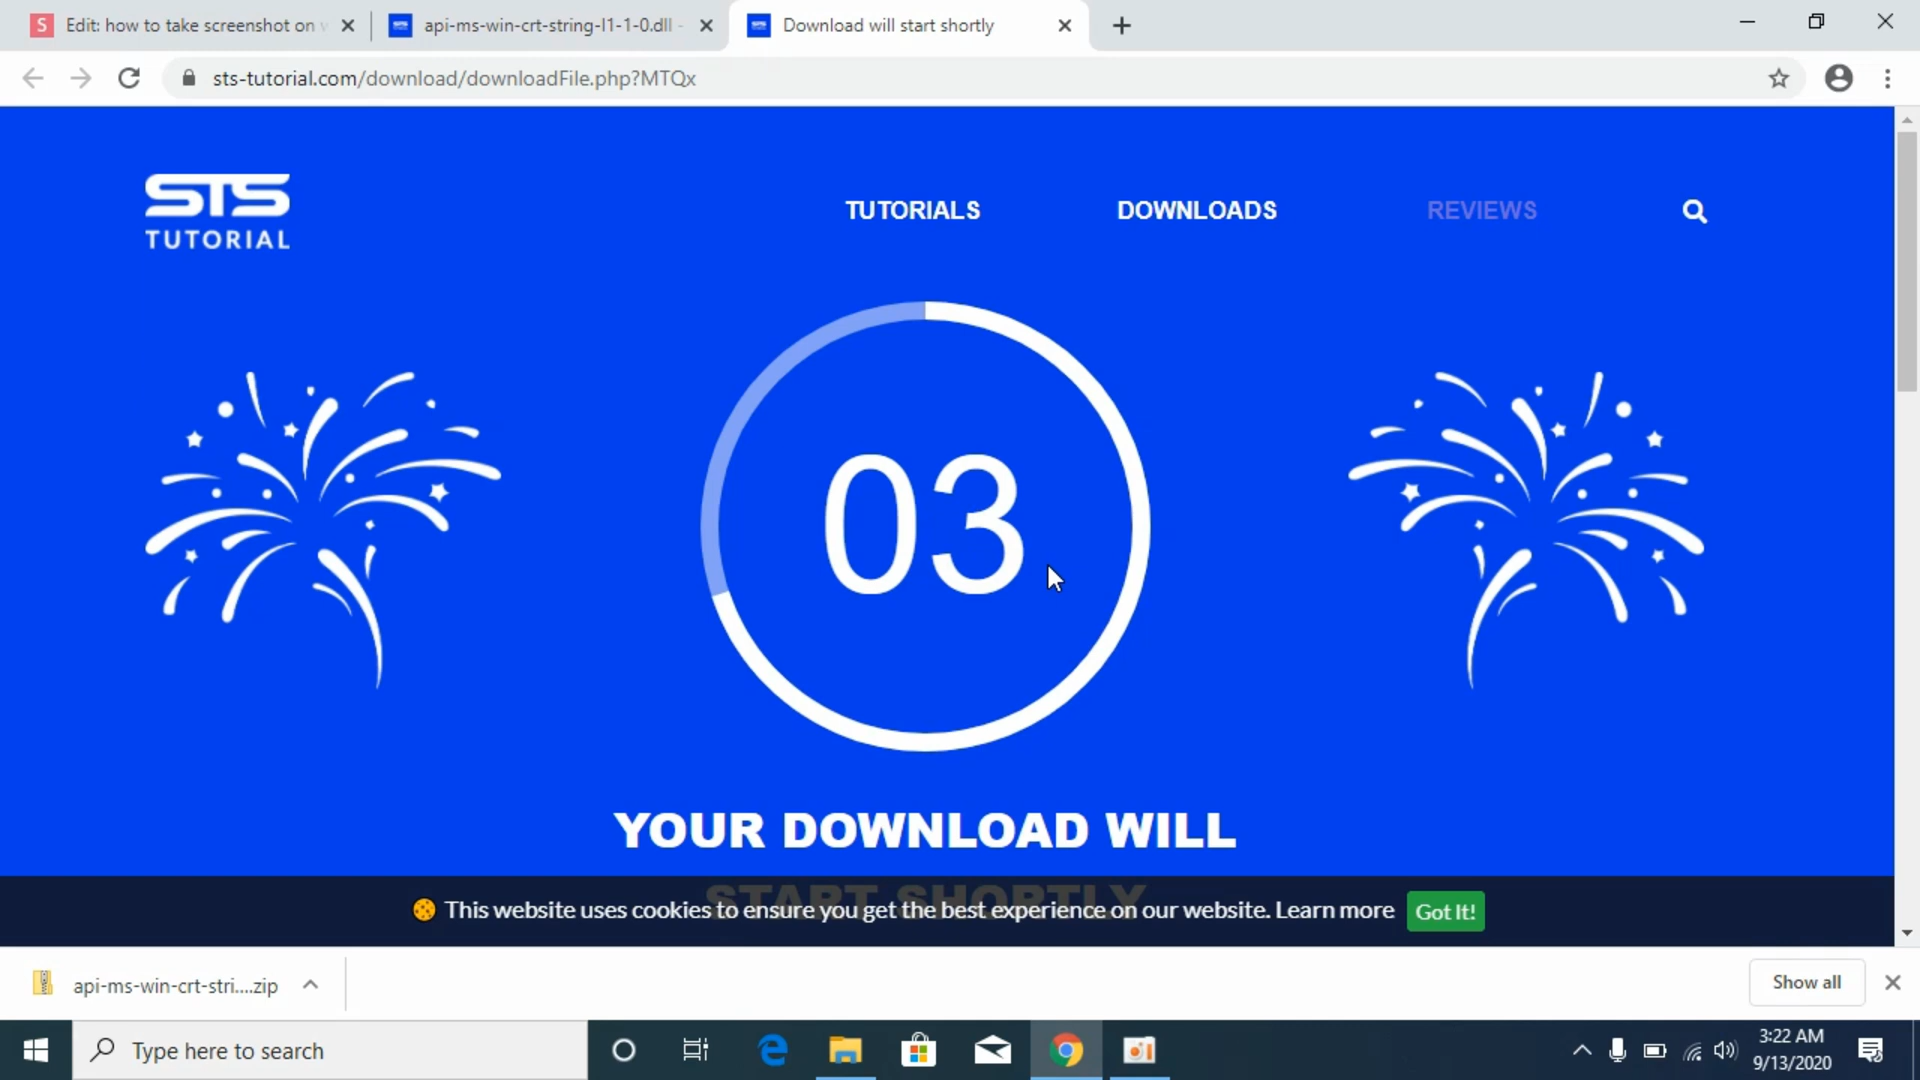 S Edit: how to take screenshot on
api-ms-win-crt-string-l1-1-0.dll -
Download will start shortly
sts-tutorial.com/download/downloadFile.php?MTQx
STS
TUTORIAL
TUTORIALS
DOWNLOADS
REVIEWS
03
YOUR DOWNLOAD WILL
START SHORTLY
This website uses cookies to ensure you get the best experience on our website. Learn more
Got It!
api-ms-win-crt-stri....zip
Show all
Type here to search
3:22 AM
9/13/2020